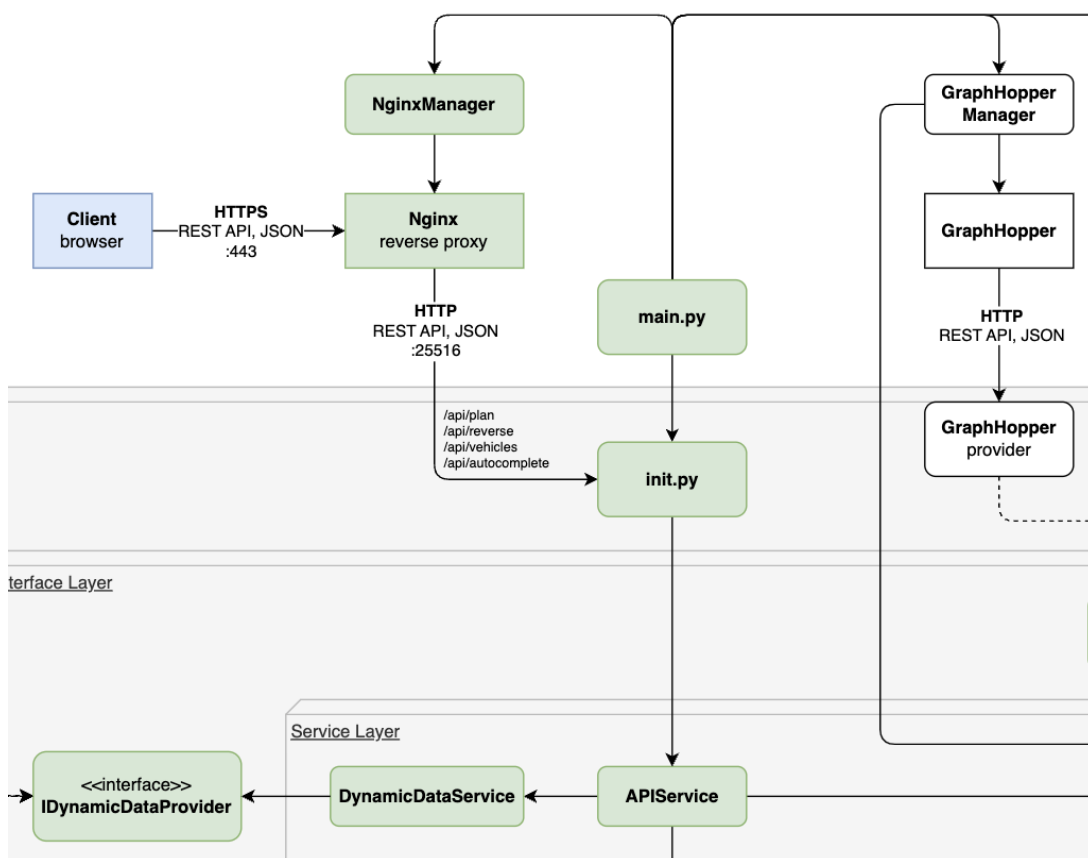 NginxManager
GraphHopper
Manager
Client
browser
HTTPS
REST API, JSON
:443
Nginx
reverse proxy
GraphHopper
HTTP
REST API, JSON
:25516
main.py
HTTP
REST API, JSON
/api/plan
/api/reverse
/api/vehicles
/api/autocomplete
init.py
GraphHopper
provider
terface Layer
Service Layer
<<interface>>
IDynamicDataProvider
DynamicDataService
APIService